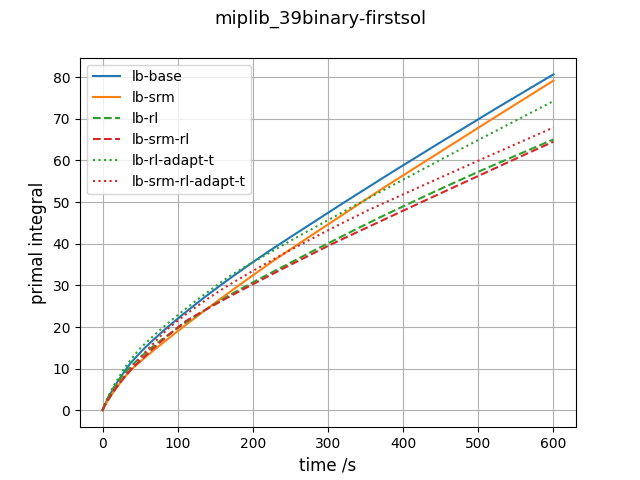 miplib_39binary-firstsol
lb-base
lb-srm
lb-rl
lb-srm-rl
lb-rl-adapt-t
lb-srm-rl-adapt-t
primal integral
80
70
60
50
40
30
20
10
0
0 100 200 300 400 500 600
time /s